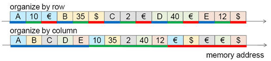 organize by row
A 10 € B 35 $ C 2 € D 40 € E 12 $
organize by column
A B C D E 10 35 2 40 12 € $ € € $
memory address